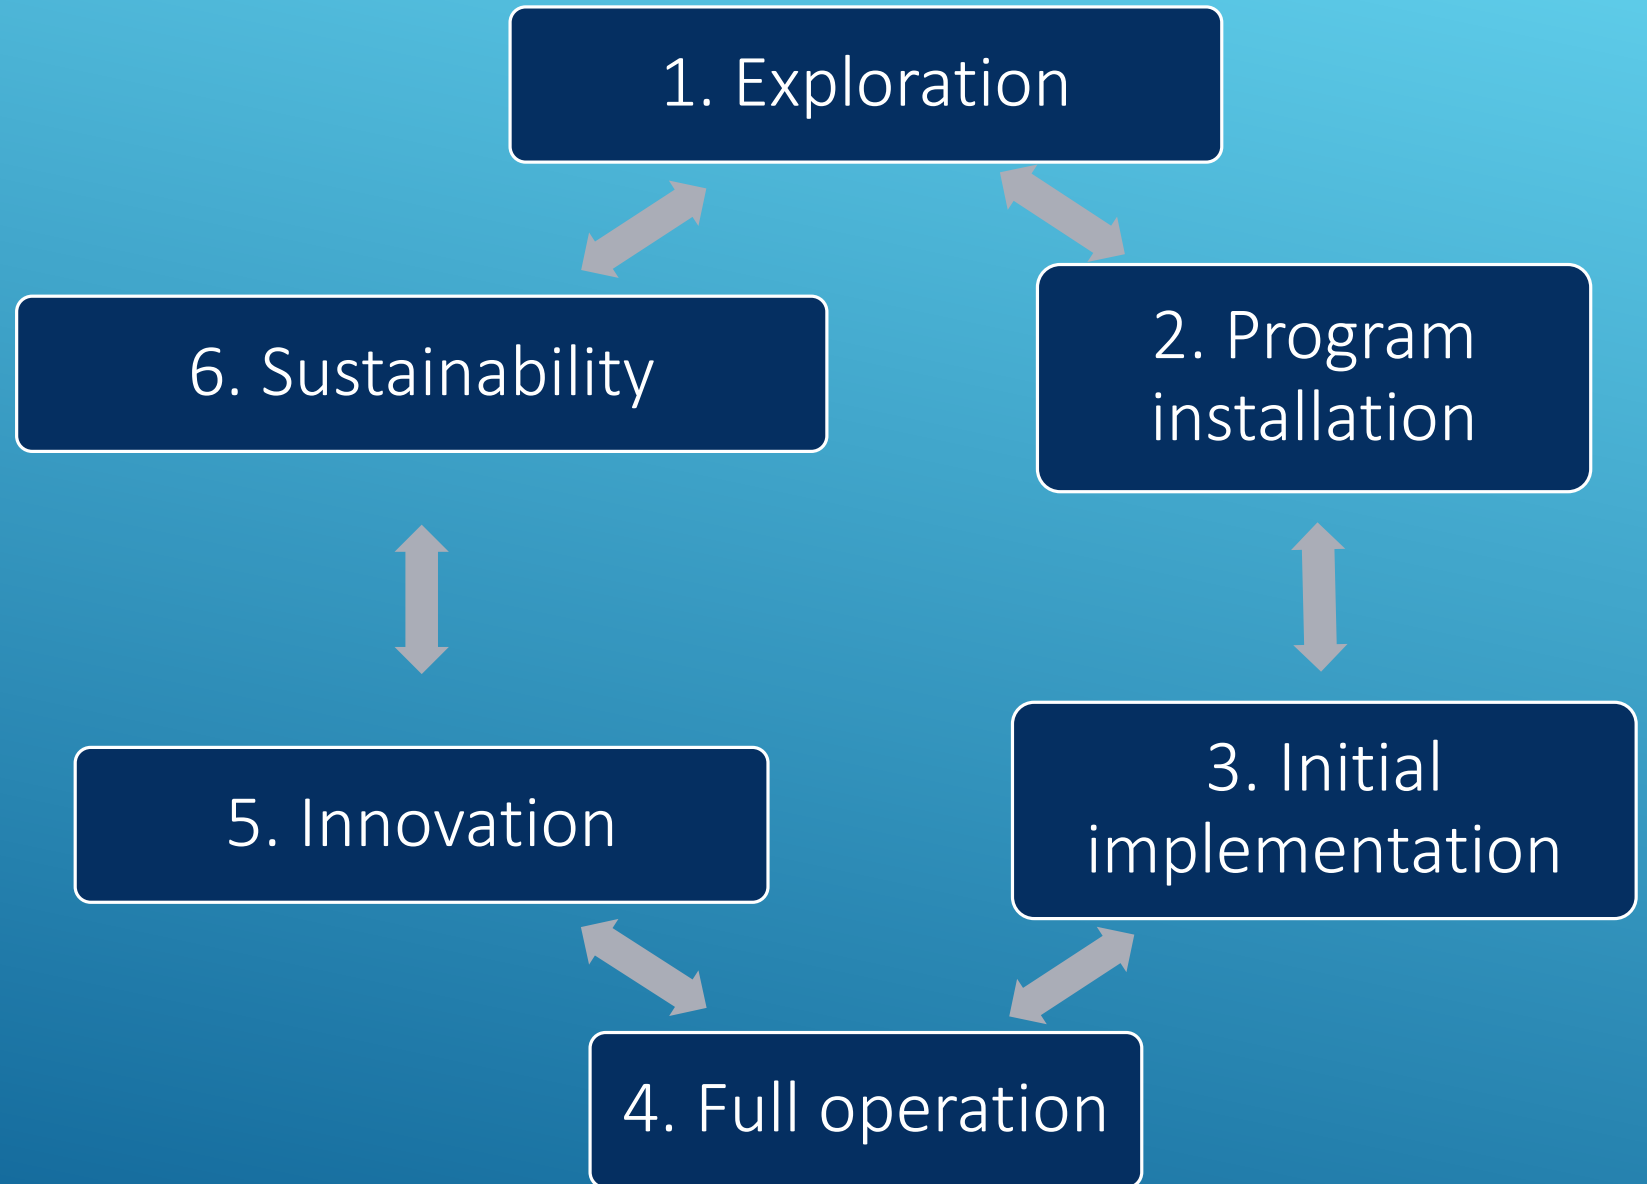 1. Exploration
2. Program
installation
3. Initial
implementation
4. Full operation
5. Innovation
6. Sustainability